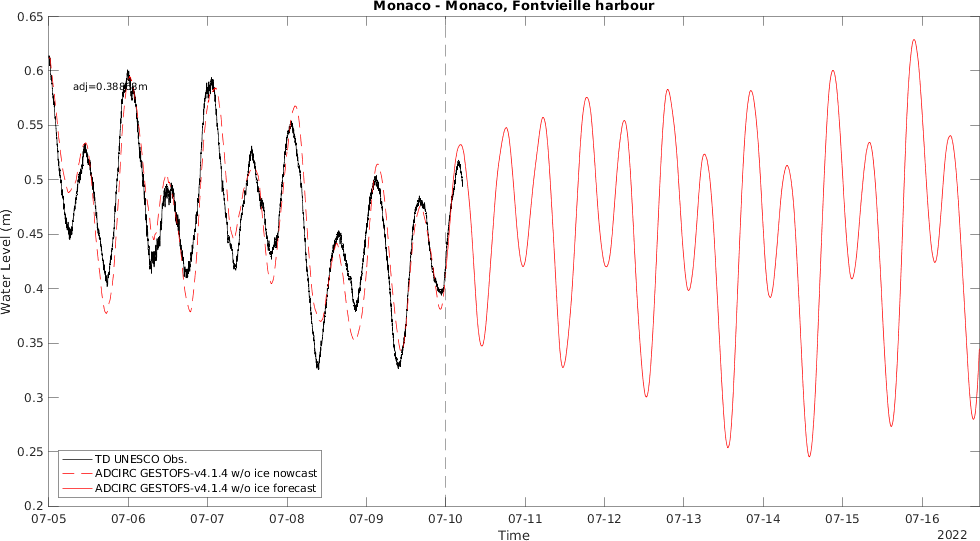 Monaco - Monaco, Fontvieille harbour
0.65
0.6
0.55
0.5
0.45
0.4
0.35
0.3
0.25
0.2
Water Level (m)
TD UNESCO Obs.
ADCIRC GESTOFS-v4.1.4 w/o ice nowcast
ADCIRC GESTOFS-v4.1.4 w/o ice forecast
07-05 07-06 07-07 07-08 07-09 07-10 07-11 07-12 07-13 07-14 07-15 07-16
Time
2022